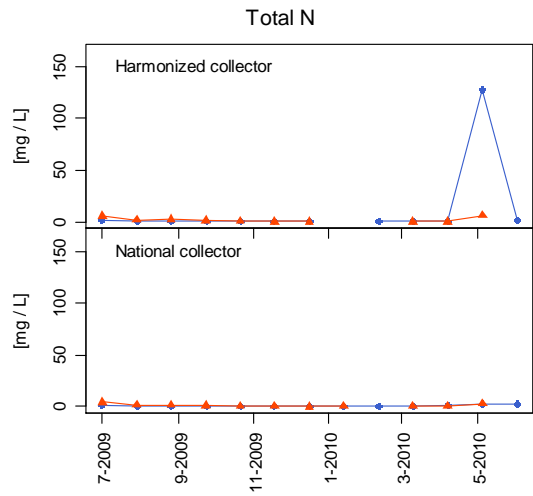 Total N
Harmonized collector
[mg / L]
150
100
50
0
National collector
[mg / L]
150
100
50
0
7-2009
9-2009
11-2009
1-2010
3-2010
5-2010